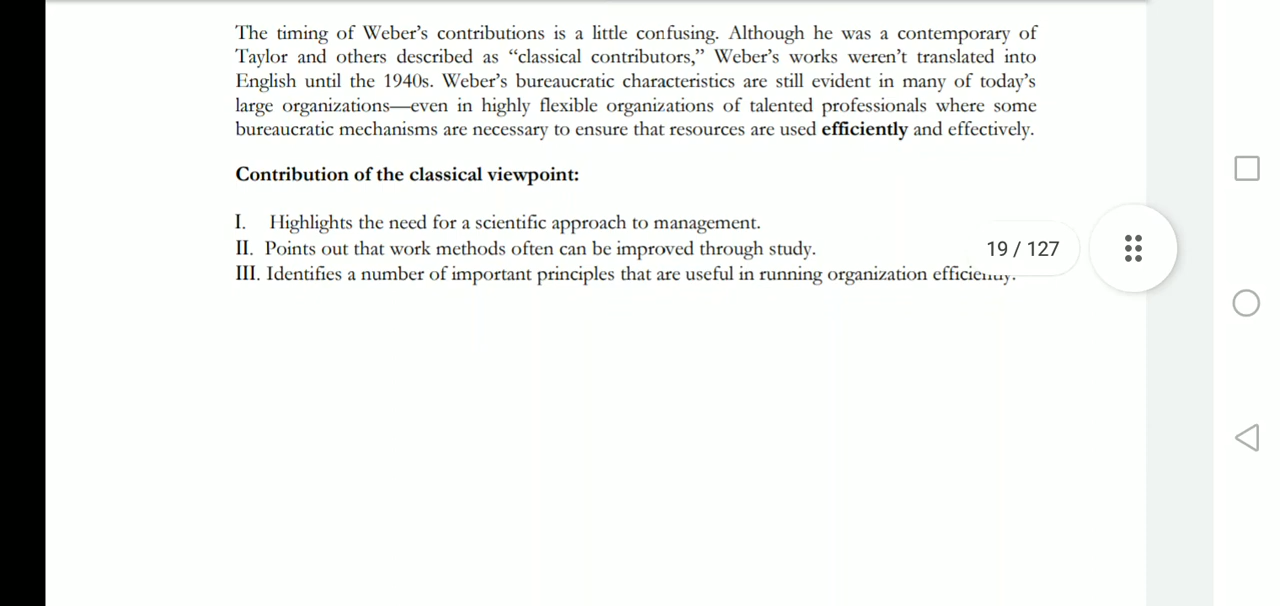 The timing of Weber’s contributions is a little confusing. Although he was a contemporary of
Taylor and others described as “classical contributors,” Weber’s works weren’t translated into
English until the 1940s. Weber’s bureaucratic characteristics are still evident in many of today’s
large organizations—even in highly flexible organizations of talented professionals where some
bureaucratic mechanisms are necessary to ensure that resources are used efficiently and effectively.
Contribution of the classical viewpoint:
I. Highlights the need for a scientific approach to management.
II. Points out that work methods often can be improved through study.
19 / 127
III. Identifies a number of important principles that are useful in running organization efficiently.